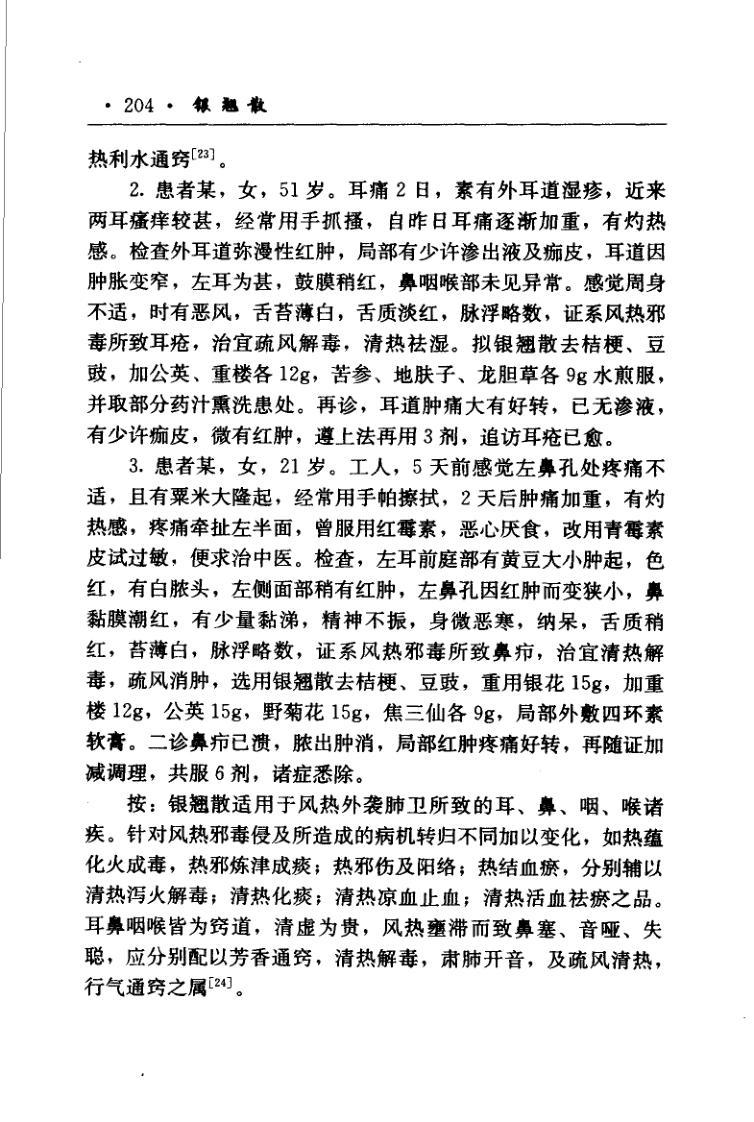 · 204 · 银翘散
热利水通窍[23]。
2. 患者某，女，51 岁。耳痛 2 日，素有外耳道湿疹，近来
两耳瘙痒较甚，经常用手抓搔，自昨日耳痛逐渐加重，有灼热
感。检查外耳道弥漫性红肿，局部有少许渗出液及痂皮，耳道因
肿胀变窄，左耳为甚，鼓膜稍红，鼻咽喉部未见异常。感觉周身
不适，时有恶风，舌苔薄白，舌质淡红，脉浮略数，证系风热邪
毒所致耳疮，治宜疏风解毒，清热祛湿。拟银翘散去桔梗、豆
豉，加公英、重楼各 12g，苦参、地肤子、龙胆草各 9g 水煎服，
并取部分药汁熏洗患处。再诊，耳道肿痛大有好转，已无渗液，
有少许痂皮，微有红肿，遵上法再用 3 剂，追访耳疮已愈。
3. 患者某，女，21 岁。工人，5 天前感觉左鼻孔处疼痛不
适，且有粟米大隆起，经常用手帕擦拭，2 天后肿痛加重，有灼
热感，疼痛牵扯左半面，曾服用红霉素，恶心厌食，改用青霉素
皮试过敏，便求治中医。检查，左耳前庭部有黄豆大小肿起，色
红，有白脓头，左侧面部稍有红肿，左鼻孔因红肿而变狭小，鼻
黏膜潮红，有少量黏涕，精神不振，身微恶寒，纳呆，舌质稍
红，苔薄白，脉浮略数，证系风热邪毒所致鼻疖，治宜清热解
毒，疏风消肿，选用银翘散去桔梗、豆豉，重用银花 15g，加重
楼 12g，公英 15g，野菊花 15g，焦三仙各 9g，局部外敷四环素
软膏。二诊鼻疖已溃，脓出肿消，局部红肿疼痛好转，再随证加
减调理，共服 6 剂，诸症悉除。
按：银翘散适用于风热外袭肺卫所致的耳、鼻、咽、喉诸
疾。针对风热邪毒侵及所造成的病机转归不同加以变化，如热蕴
化火成毒，热邪炼津成痰；热邪伤及阳络；热结血瘀，分别辅以
清热泻火解毒；清热化痰；清热凉血止血；清热活血祛瘀之品。
耳鼻咽喉皆为窍道，清虚为贵，风热壅滞而致鼻塞、音哑、失
聪，应分别配以芳香通窍，清热解毒，肃肺开音，及疏风清热，
行气通窍之属[24]。